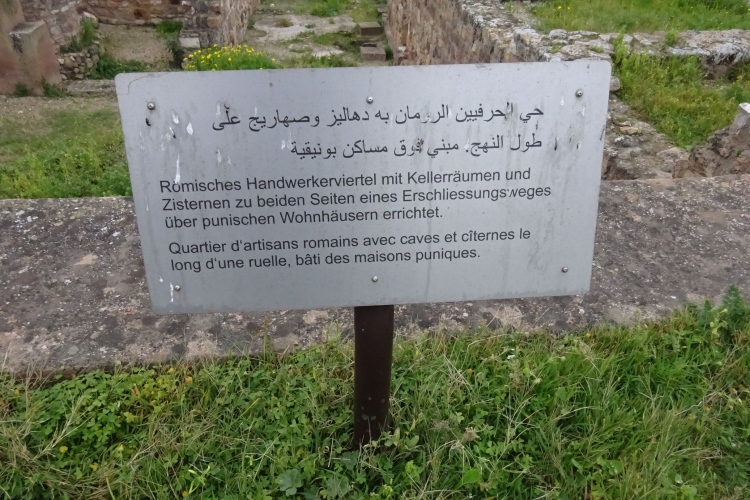 حي الحرفيين الرومان به دهاليز وصهاريج على
طول النهج. مبني فوق مساكن بونيقية
Römisches Handwerkerviertel mit Kellerräumen und
Zisternen zu beiden Seiten eines Erschliessungsweges
über punischen Wohnhäusern errichtet.
Quartier d'artisans romains avec caves et cîternes le
long d'une ruelle, bâti des maisons puniques.